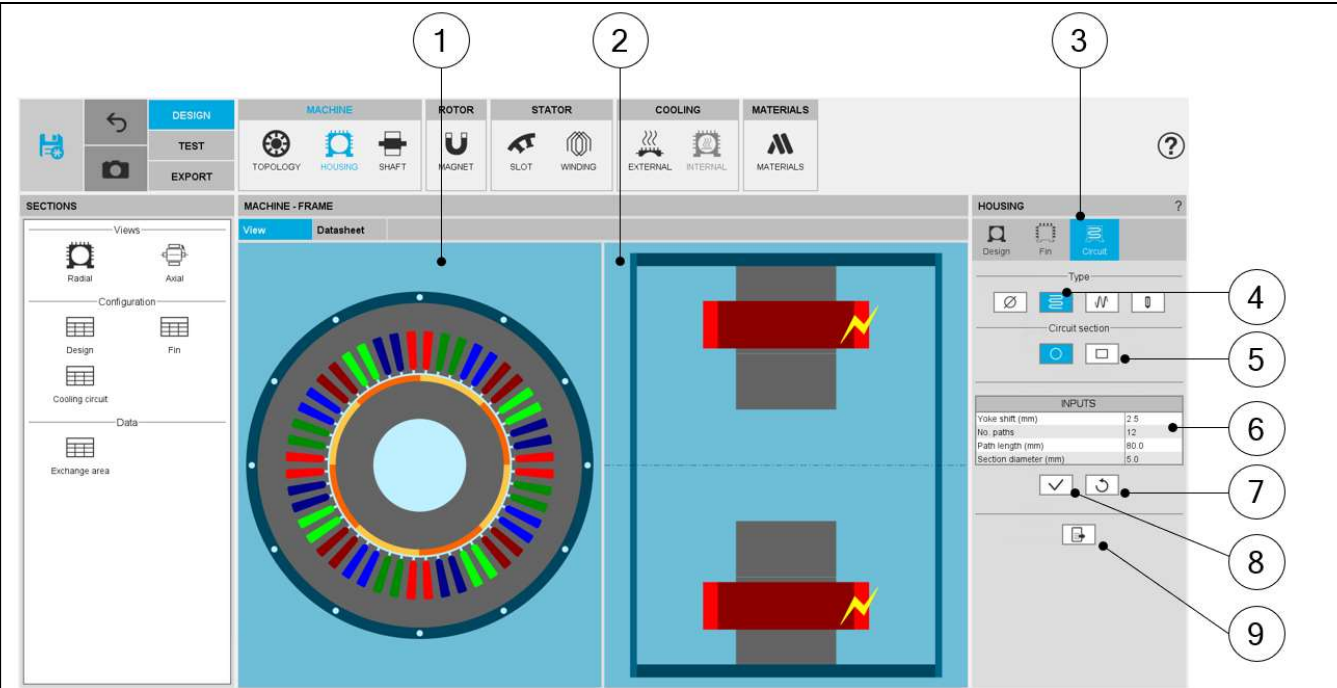 1
2
3
DESIGN
TEST
EXPORT
MACHINE
ROTOR
STATOR
COOLING
MATERIALS
TOPOLOGY
HOUSING
SHAFT
MAGNET
SLOT
WINDING
EXTERNAL
INTERNAL
MATERIALS
?
SECTIONS
MACHINE - FRAME
HOUSING
?
Views
Radial
Axial
Configuration
Design
Fin
Cooling circuit
Data
Exchange area
View
Datasheet
Design
Fin
Circuit
Type
4
Circuit section
5
INPUTS
Yoke shift (mm) 2.5
No. paths 12
Path length (mm) 80.0
Section diameter (mm) 5.0
6
7
8
9